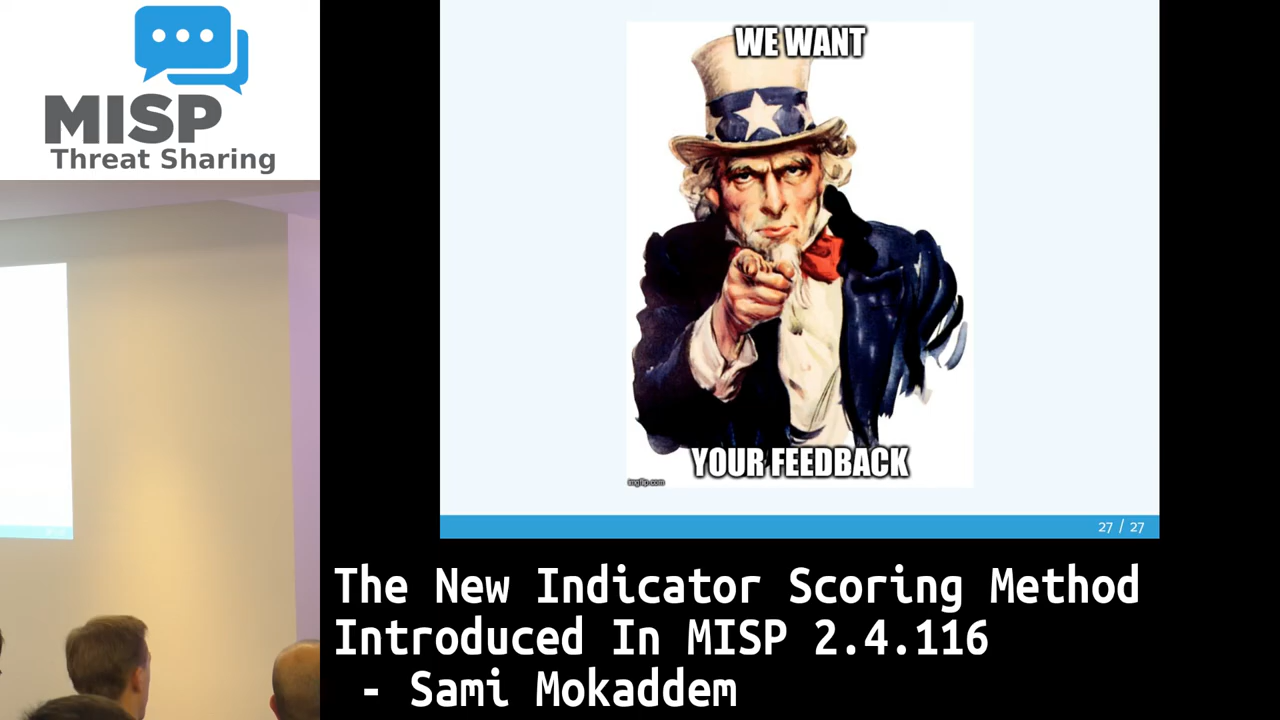 MISP
Threat Sharing
WE WANT
YOUR FEEDBACK
imgflip.com
27 / 27
The New Indicator Scoring Method
Introduced In MISP 2.4.116
- Sami Mokaddem